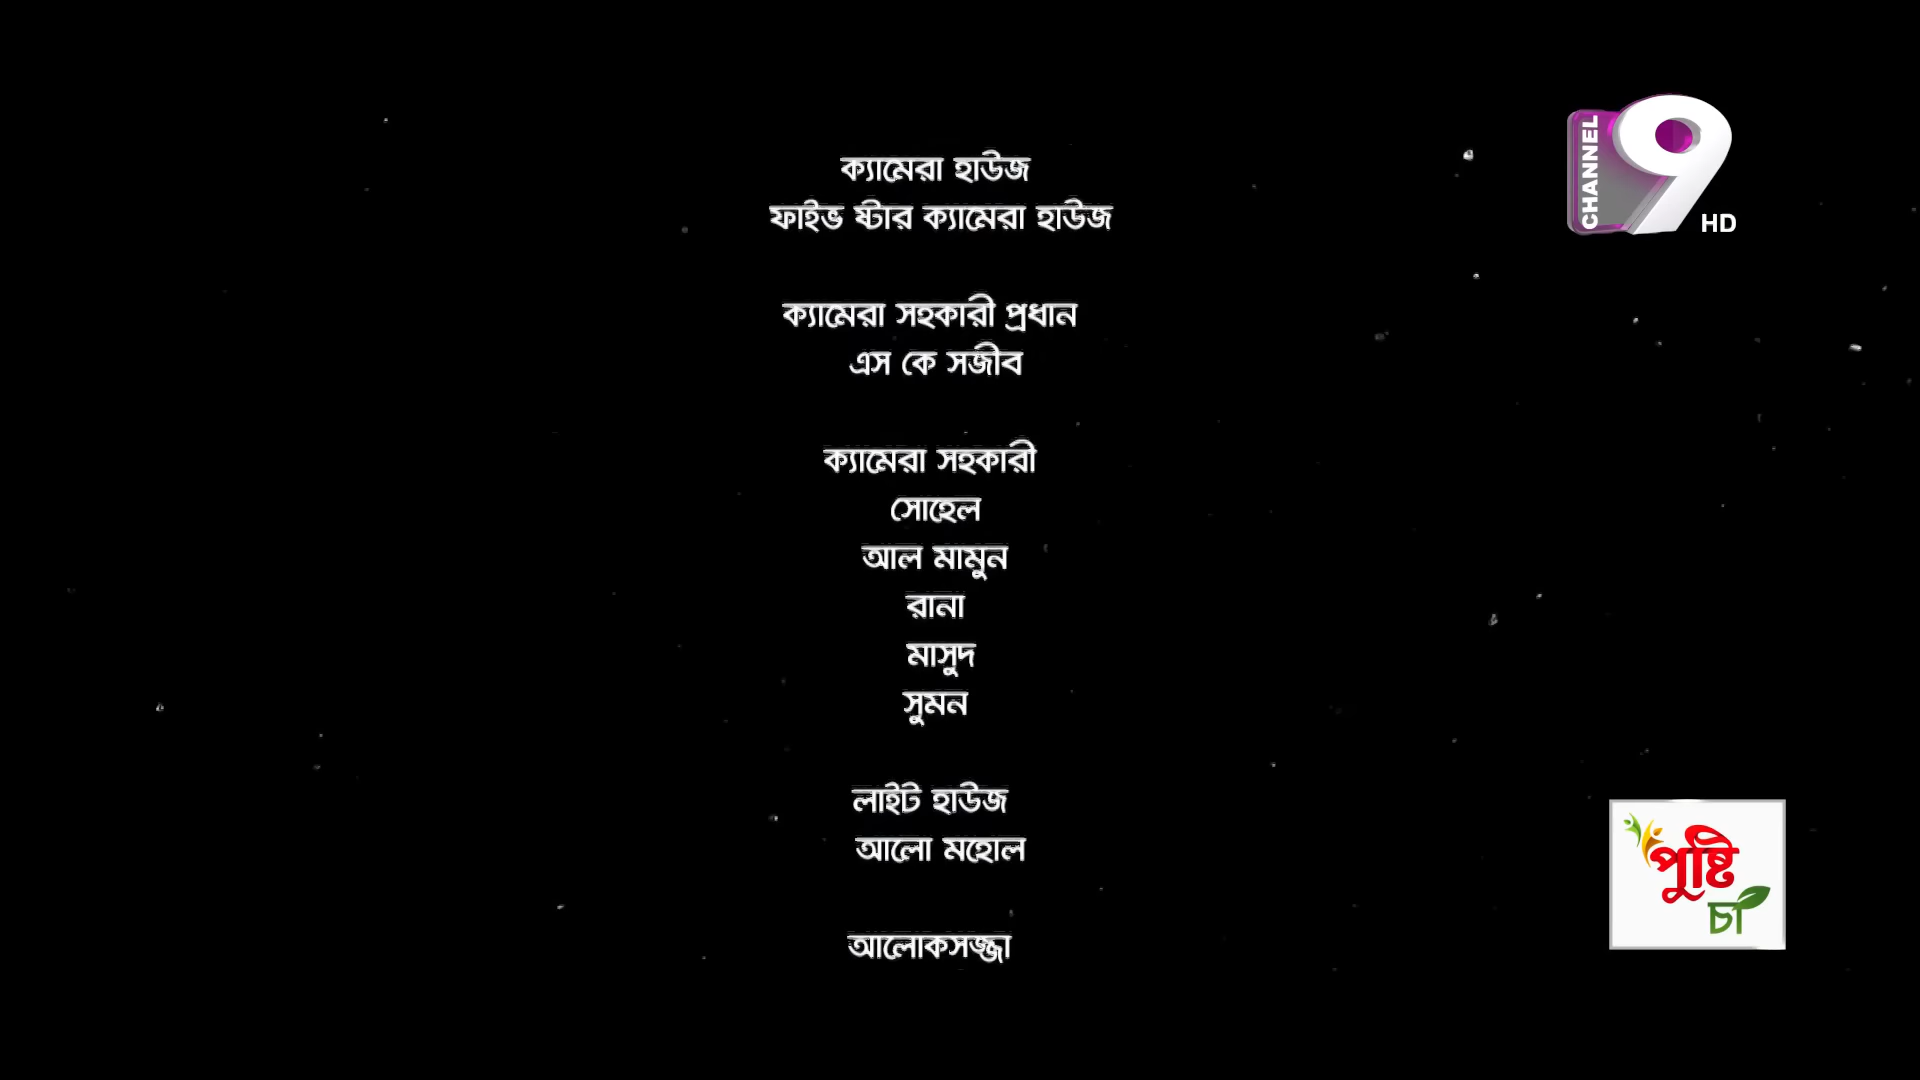 ক্যামেরা হাউজ
ফাইভ ষ্টার ক্যামেরা হাউজ
ক্যামেরা সহকারী প্রধান
এস কে সজীব
ক্যামেরা সহকারী
সোহেল
আল মামুন
রানা
মাসুদ
সুমন
লাইট হাউজ
আলো মহোল
আলোকসজ্জা
CHANNEL 9 HD
পুষ্টি
চা